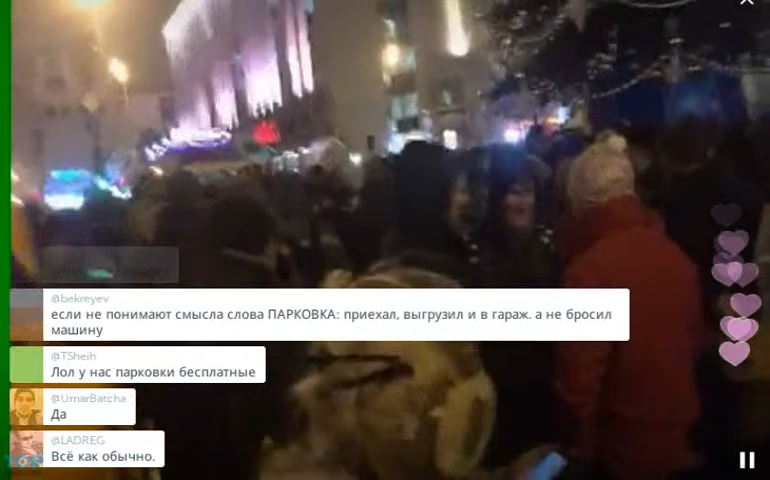 @bekreyev
если не понимают смысла слова ПАРКОВКА: приехал, выгрузил и в гараж. а не бросил
машину
@TSheih
Лол у нас парковки бесплатные
@UmarBatcha
Да
@LADREG
Всё как обычно.
TOP